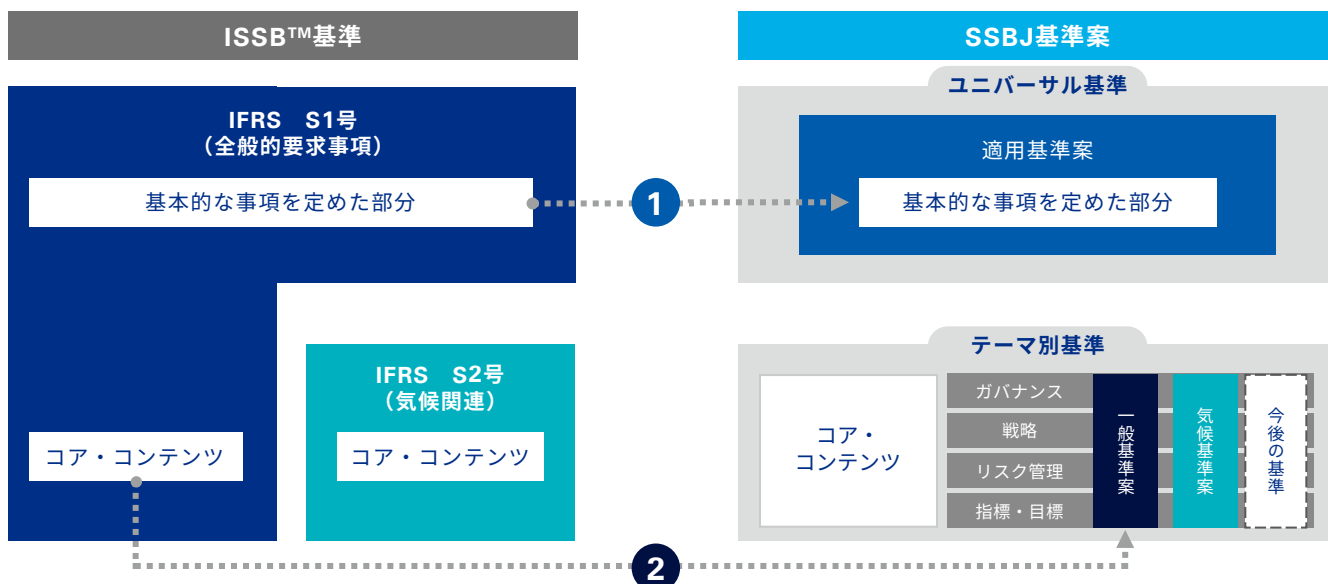 ISSB™基準
IFRS S1号
（全般的要求事項）
基本的な事項を定めた部分
IFRS S2号
（気候関連）
コア・コンテンツ
コア・コンテンツ
1
2
SSBJ基準案
ユニバーサル基準
適用基準案
基本的な事項を定めた部分
テーマ別基準
コア・
コンテンツ
ガバナンス
戦略
リスク管理
指標・目標
一般基準案
気候基準案
今後の基準